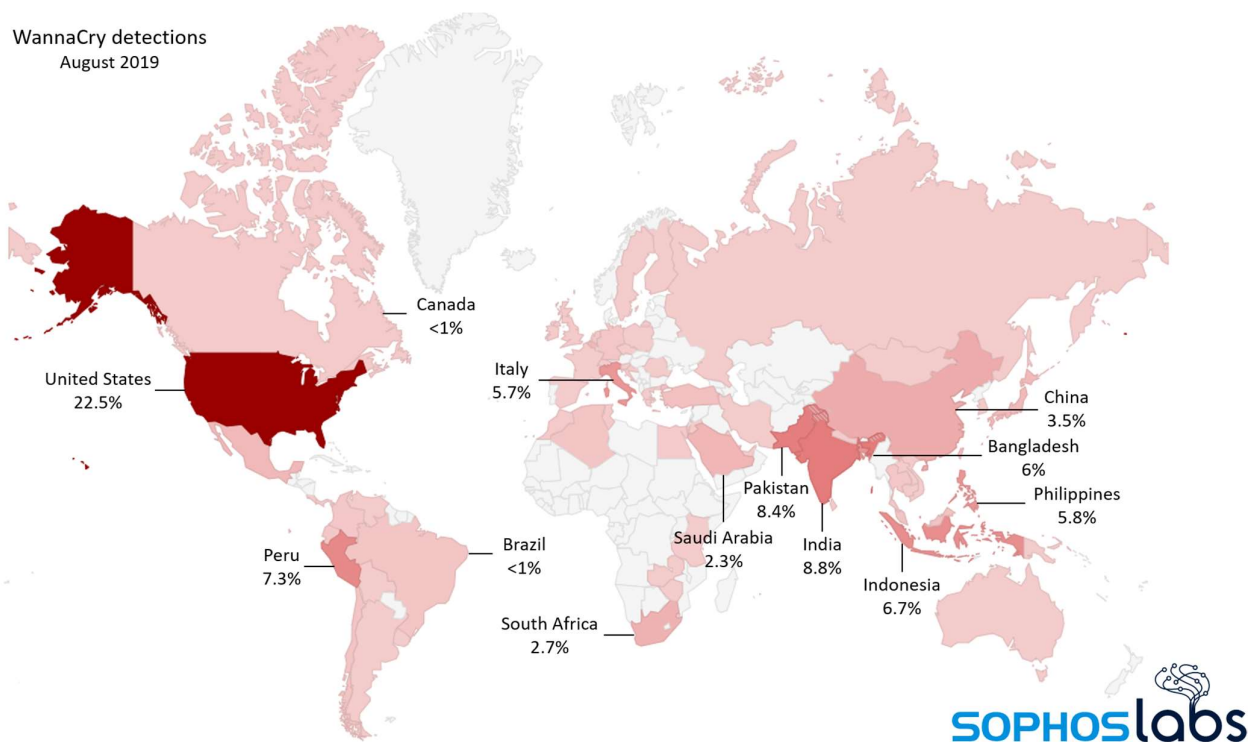 WannaCry detections
August 2019
Canada
<1%
United States
22.5%
Italy
5.7%
China
3.5%
Bangladesh
6%
Pakistan
8.4%
Philippines
5.8%
Saudi Arabia
2.3%
India
8.8%
Indonesia
6.7%
Peru
7.3%
Brazil
<1%
South Africa
2.7%
SOPHOSlabs